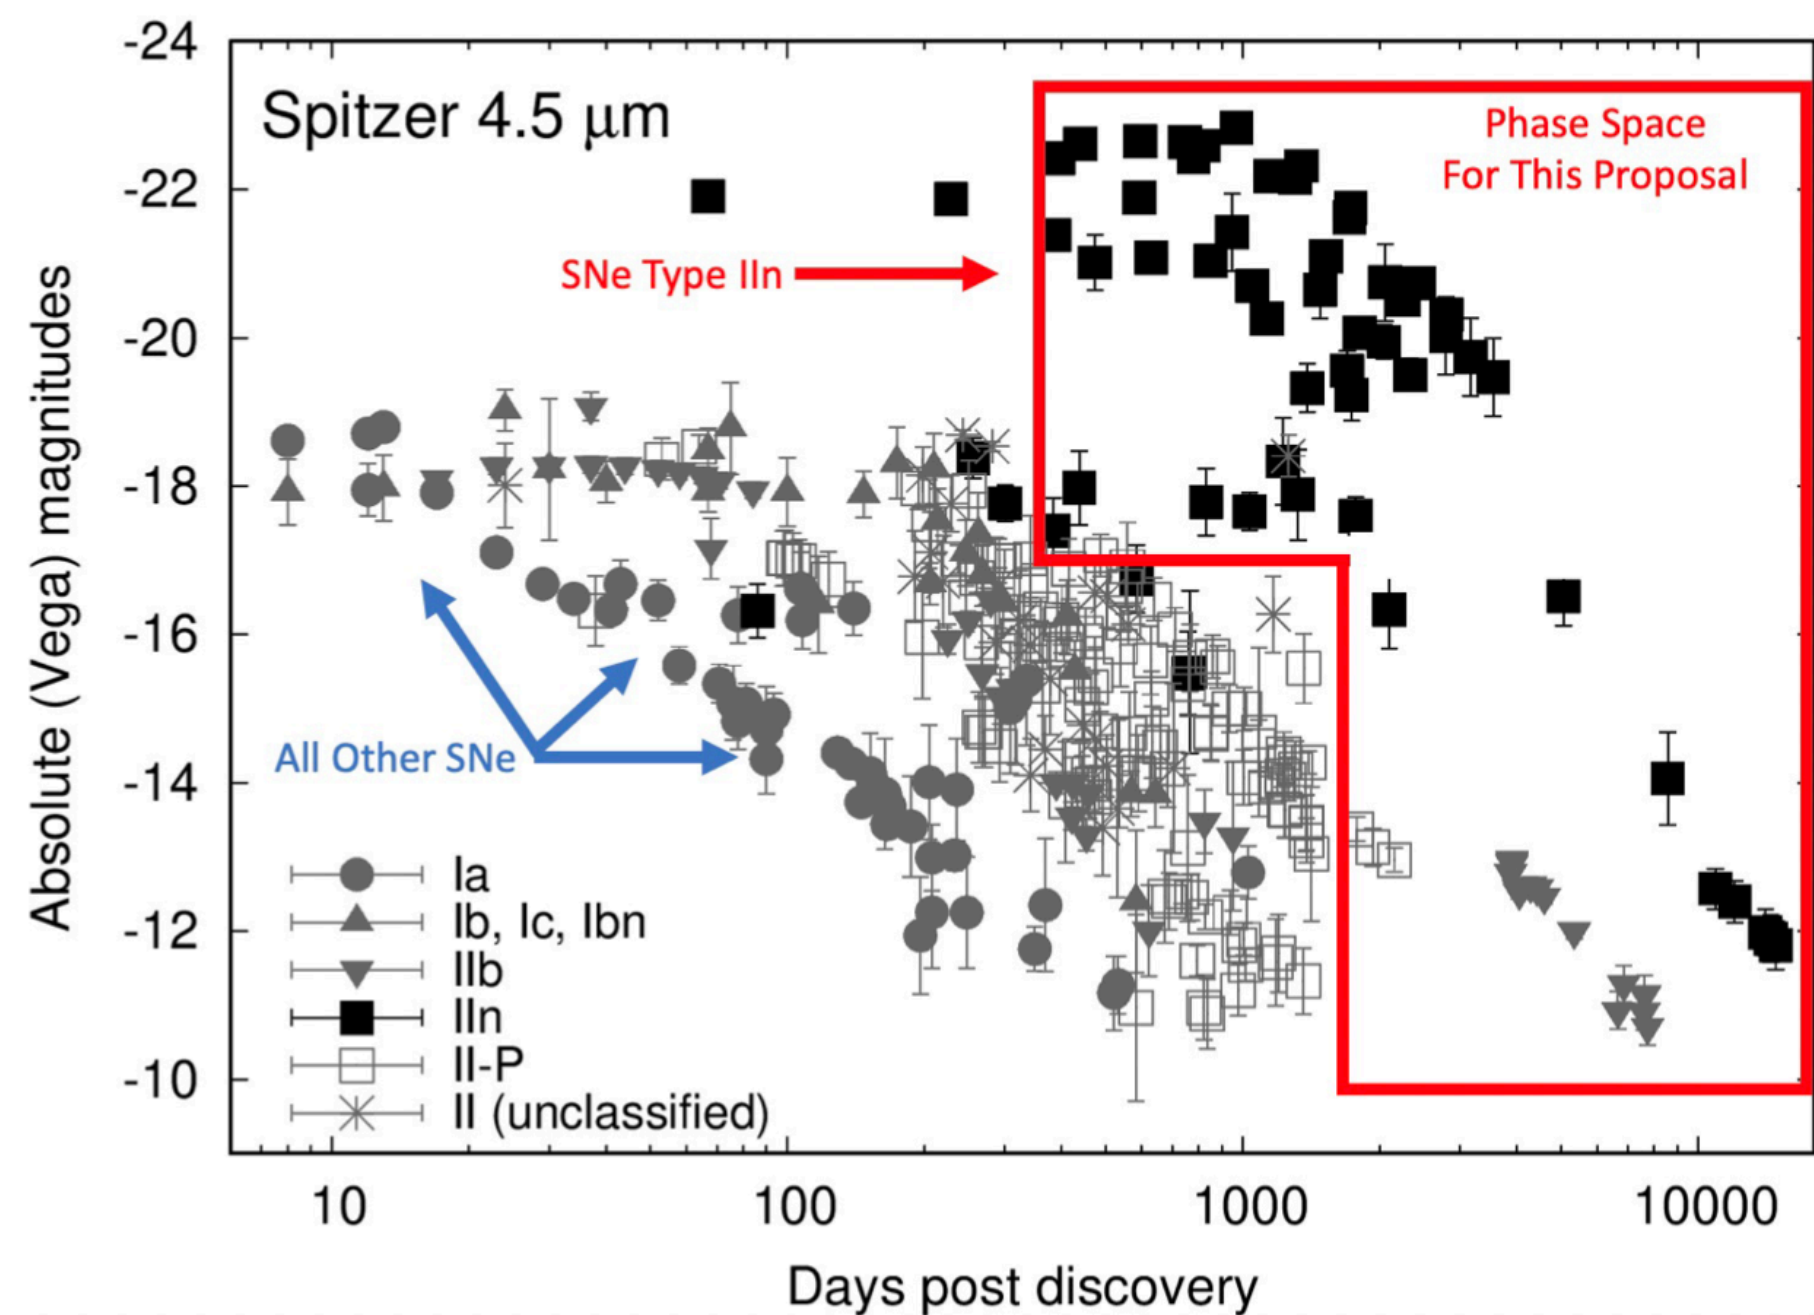 -24
-22
-20
-18
-16
-14
-12
-10
Absolute (Vega) magnitudes
Spitzer 4.5 μm
Phase Space
For This Proposal
SNe Type IIn
All Other SNe
Ia
Ib, Ic, Ibn
IIb
IIn
II-P
II (unclassified)
10 100 1000 10000
Days post discovery